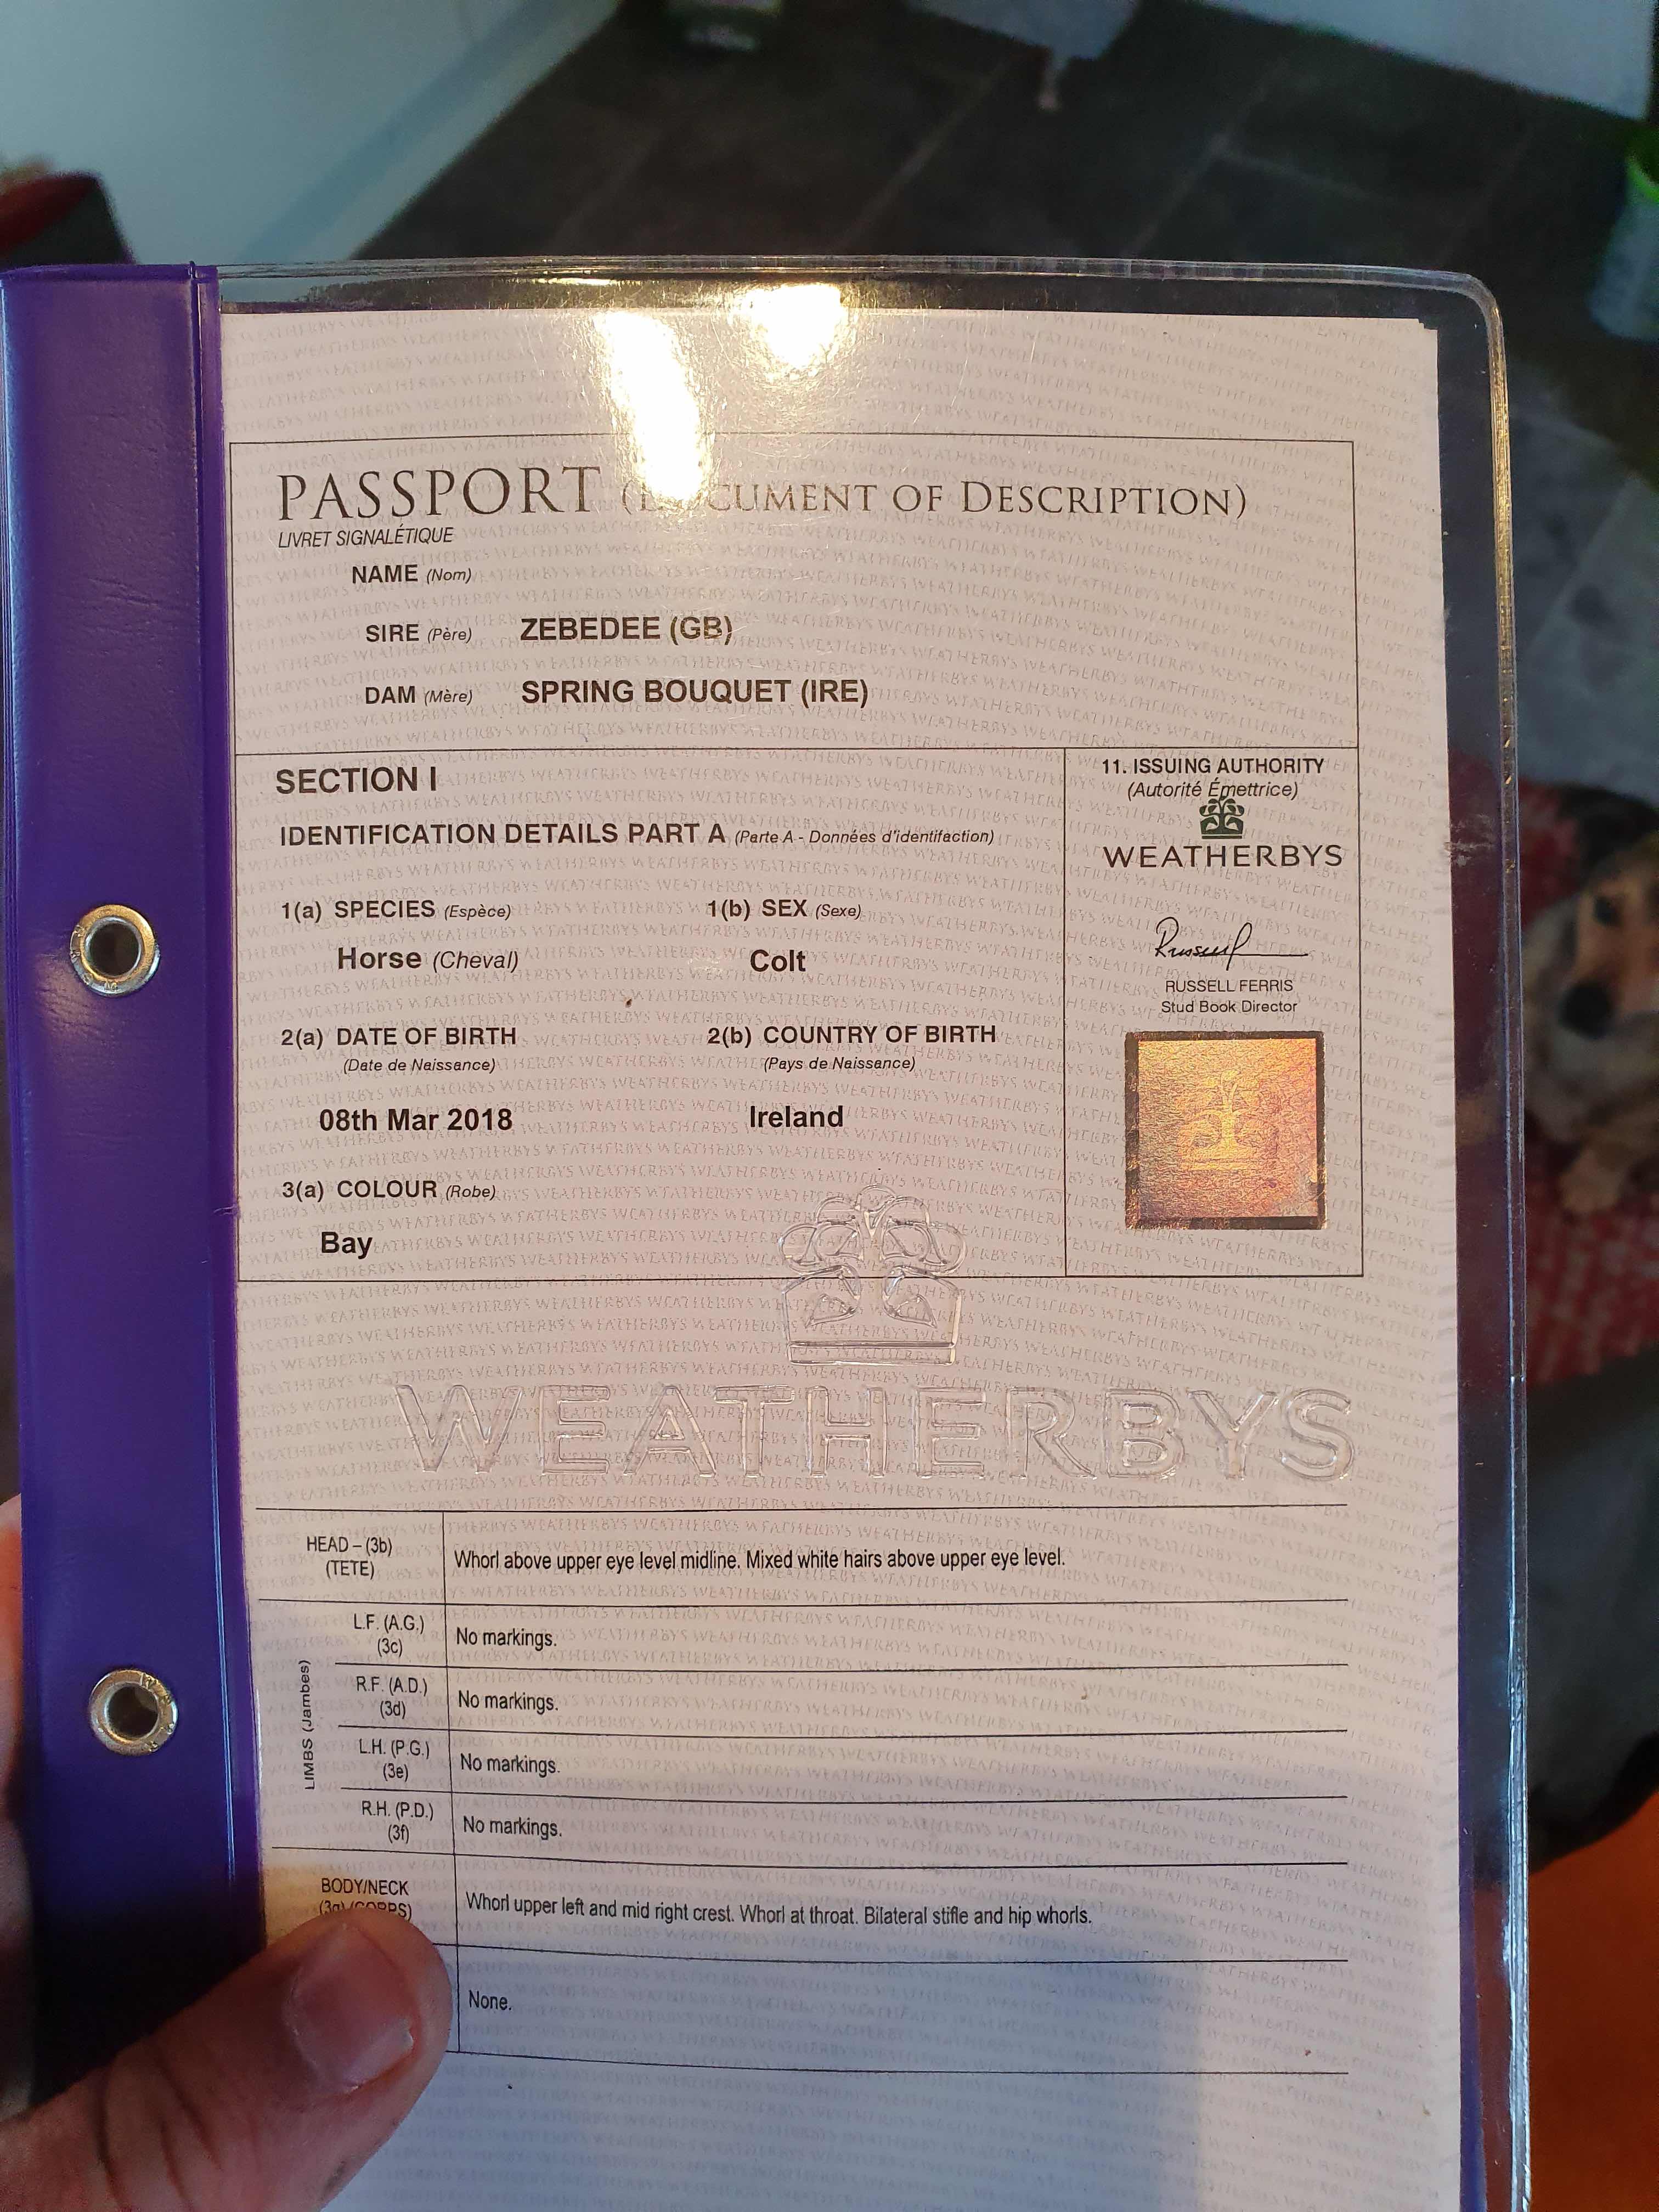 PASSPORT (DOCUMENT OF DESCRIPTION)
LIVRET SIGNALÉTIQUE
NAME (Nom)
SIRE (Père) ZEBEDEE (GB)
DAM (Mère) SPRING BOUQUET (IRE)
SECTION I
IDENTIFICATION DETAILS PART A (Parte A - Données d'identifaction)
1(a) SPECIES (Espèce) 1(b) SEX (Sexe)
Horse (Cheval) Colt
2(a) DATE OF BIRTH 2(b) COUNTRY OF BIRTH
(Date de Naissance) (Pays de Naissance)
08th Mar 2018 Ireland
3(a) COLOUR (Robe)
Bay
11. ISSUING AUTHORITY
(Autorité Émettrice)
WEATHERBYS
RUSSELL FERRIS
Stud Book Director
WEATHERBYS
HEAD – (3b)
(TETE)
Whorl above upper eye level midline. Mixed white hairs above upper eye level.
LIMBS (Jambes)
L.F. (A.G.)
(3c)
No markings.
R.F. (A.D.)
(3d)
No markings.
L.H. (P.G.)
(3e)
No markings.
R.H. (P.D.)
(3f)
No markings.
BODY/NECK
(3g) (CORPS)
Whorl upper left and mid right crest. Whorl at throat. Bilateral stifle and hip whorls.
None.